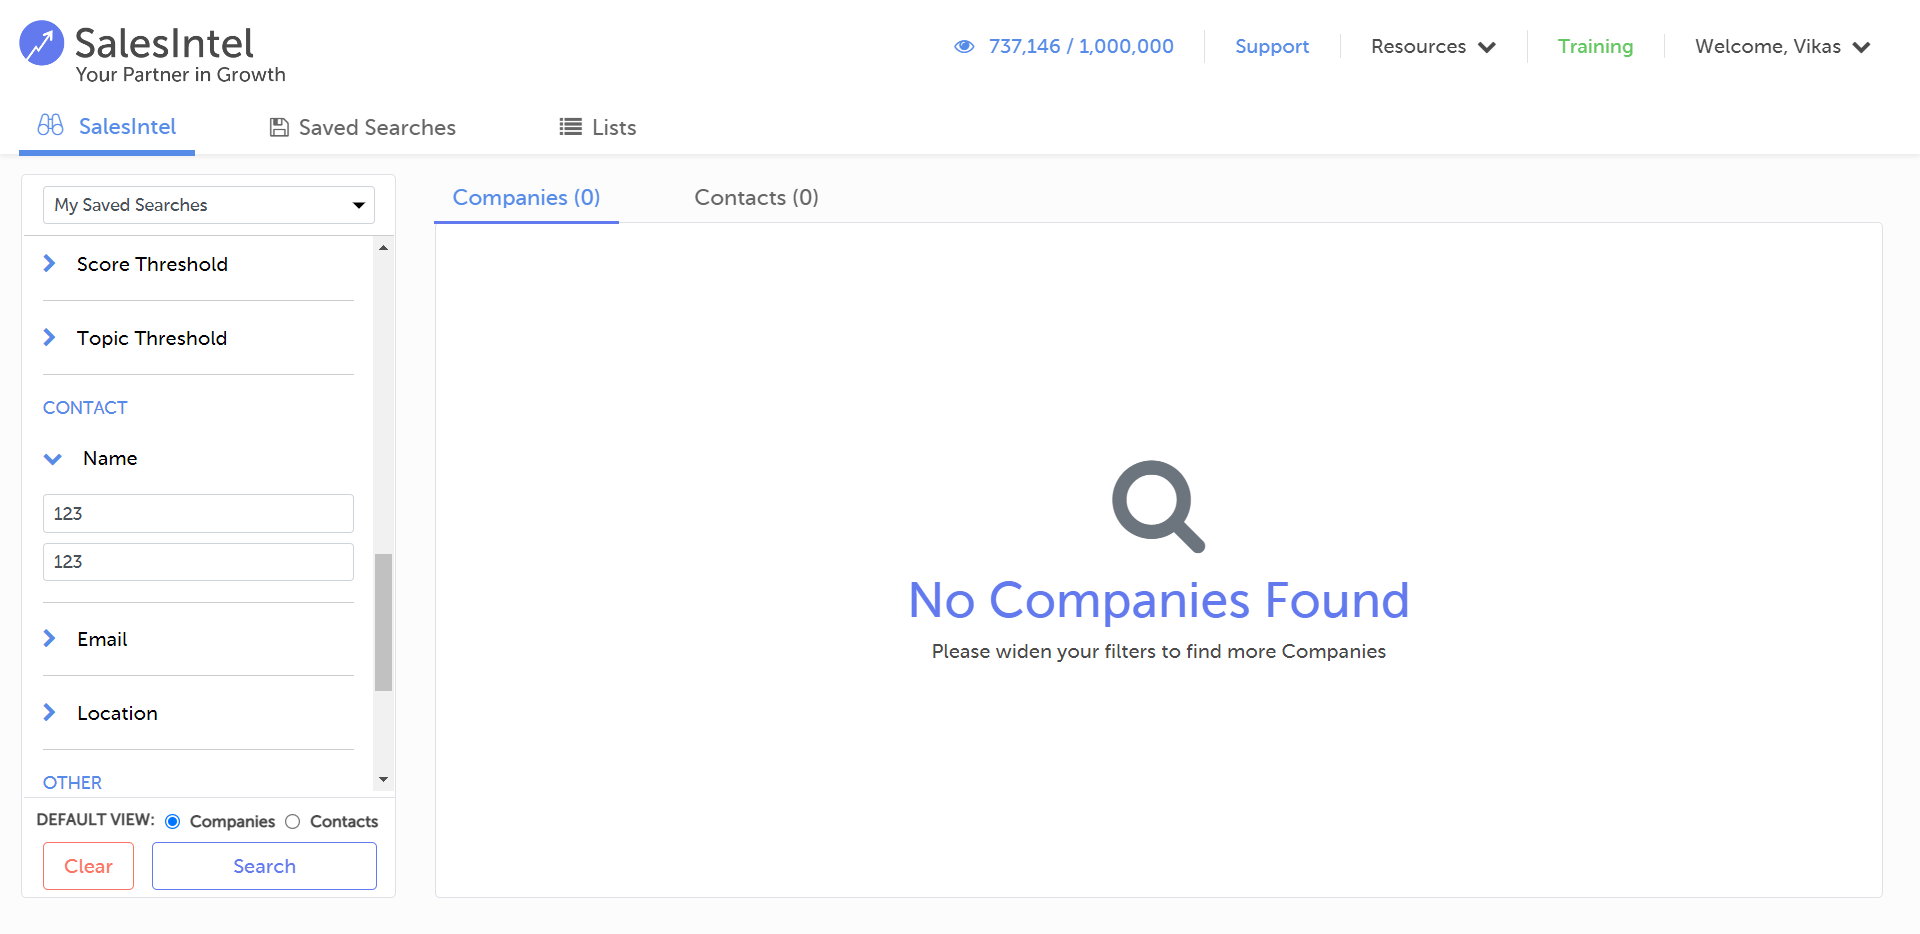 SalesIntel
Your Partner in Growth
737,146 / 1,000,000
Support
Resources
Training
Welcome, Vikas
SalesIntel
Saved Searches
Lists
My Saved Searches
Score Threshold
Topic Threshold
CONTACT
Name
123
123
Email
Location
OTHER
DEFAULT VIEW: Companies Contacts
Clear
Search
Companies (0)
Contacts (0)
No Companies Found
Please widen your filters to find more Companies